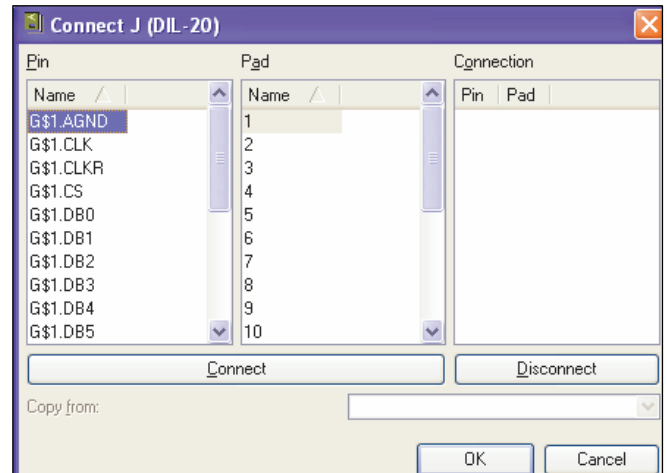 Connect J (DIL-20)
Pin Pad Connection
Name Name Pin Pad
G$1.AGND 1
G$1.CLK 2
G$1.CLKR 3
G$1.CS 4
G$1.DB0 5
G$1.DB1 6
G$1.DB2 7
G$1.DB3 8
G$1.DB4 9
G$1.DB5 10
Connect Disconnect
Copy from:
OK Cancel